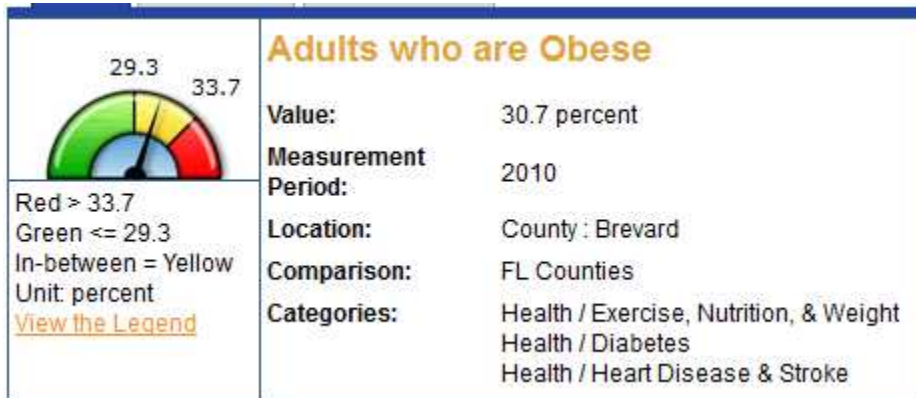 29.3
33.7
Red > 33.7
Green <= 29.3
In-between = Yellow
Unit: percent
View the Legend
Adults who are Obese
Value: 30.7 percent
Measurement
Period: 2010
Location: County : Brevard
Comparison: FL Counties
Categories: Health / Exercise, Nutrition, & Weight
Health / Diabetes
Health / Heart Disease & Stroke